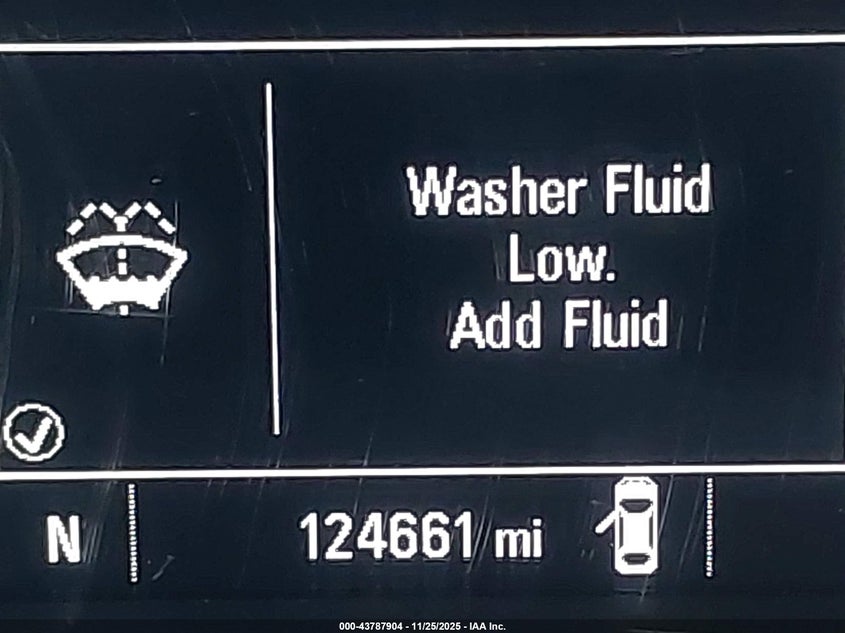 Washer Fluid
Low.
Add Fluid
N 124661 mi
000-43787904 - 11/25/2025 - IAA Inc.